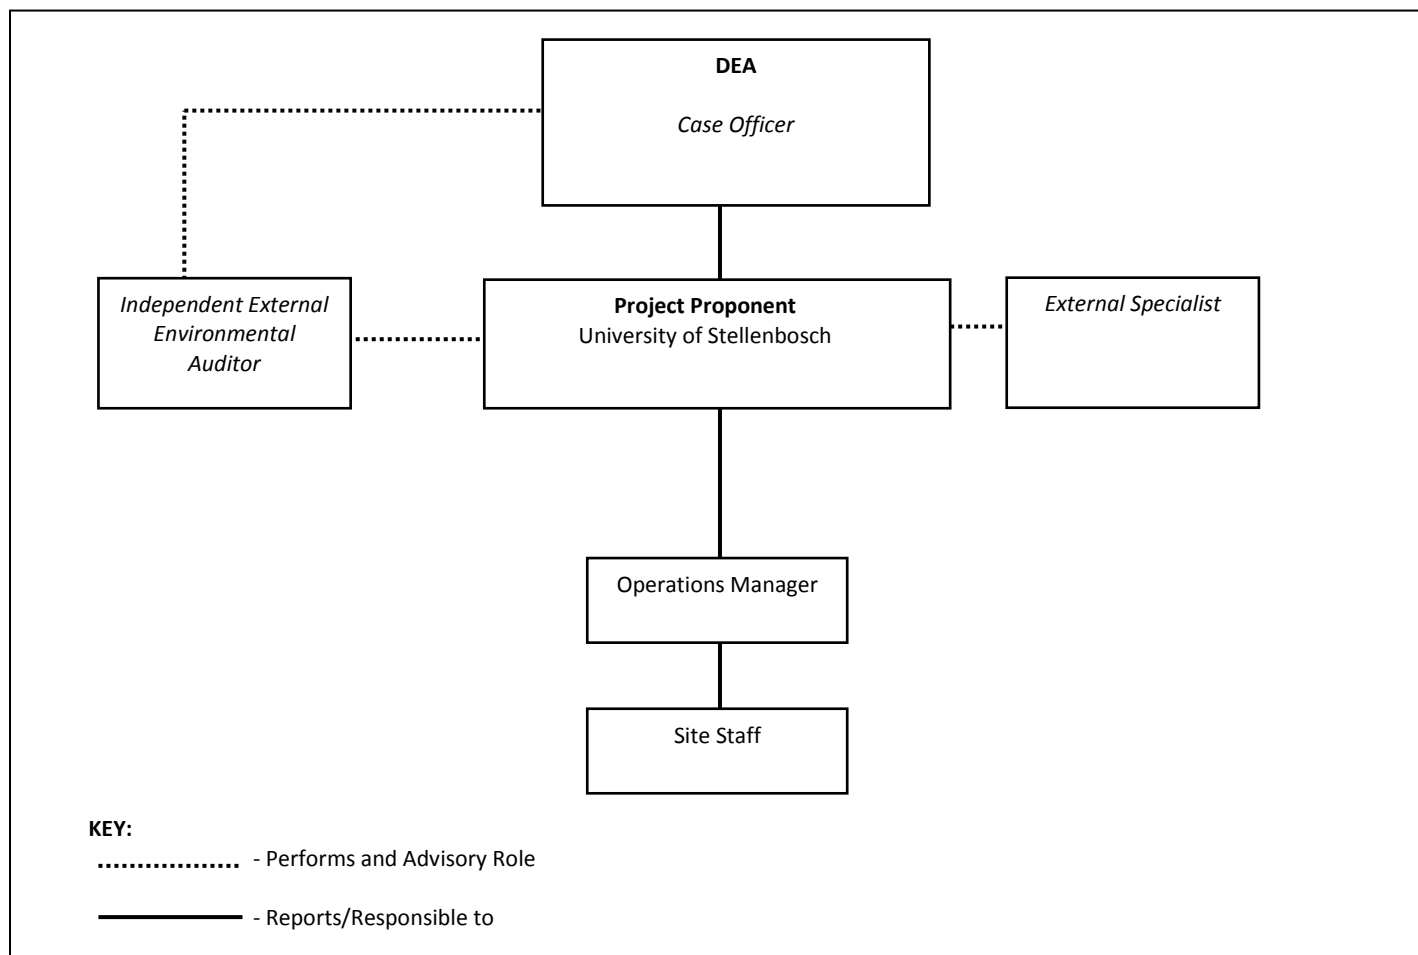 DEA
Case Officer
Independent External
Environmental
Auditor
Project Proponent
University of Stellenbosch
External Specialist
Operations Manager
Site Staff
KEY:
- Performs and Advisory Role
- Reports/Responsible to